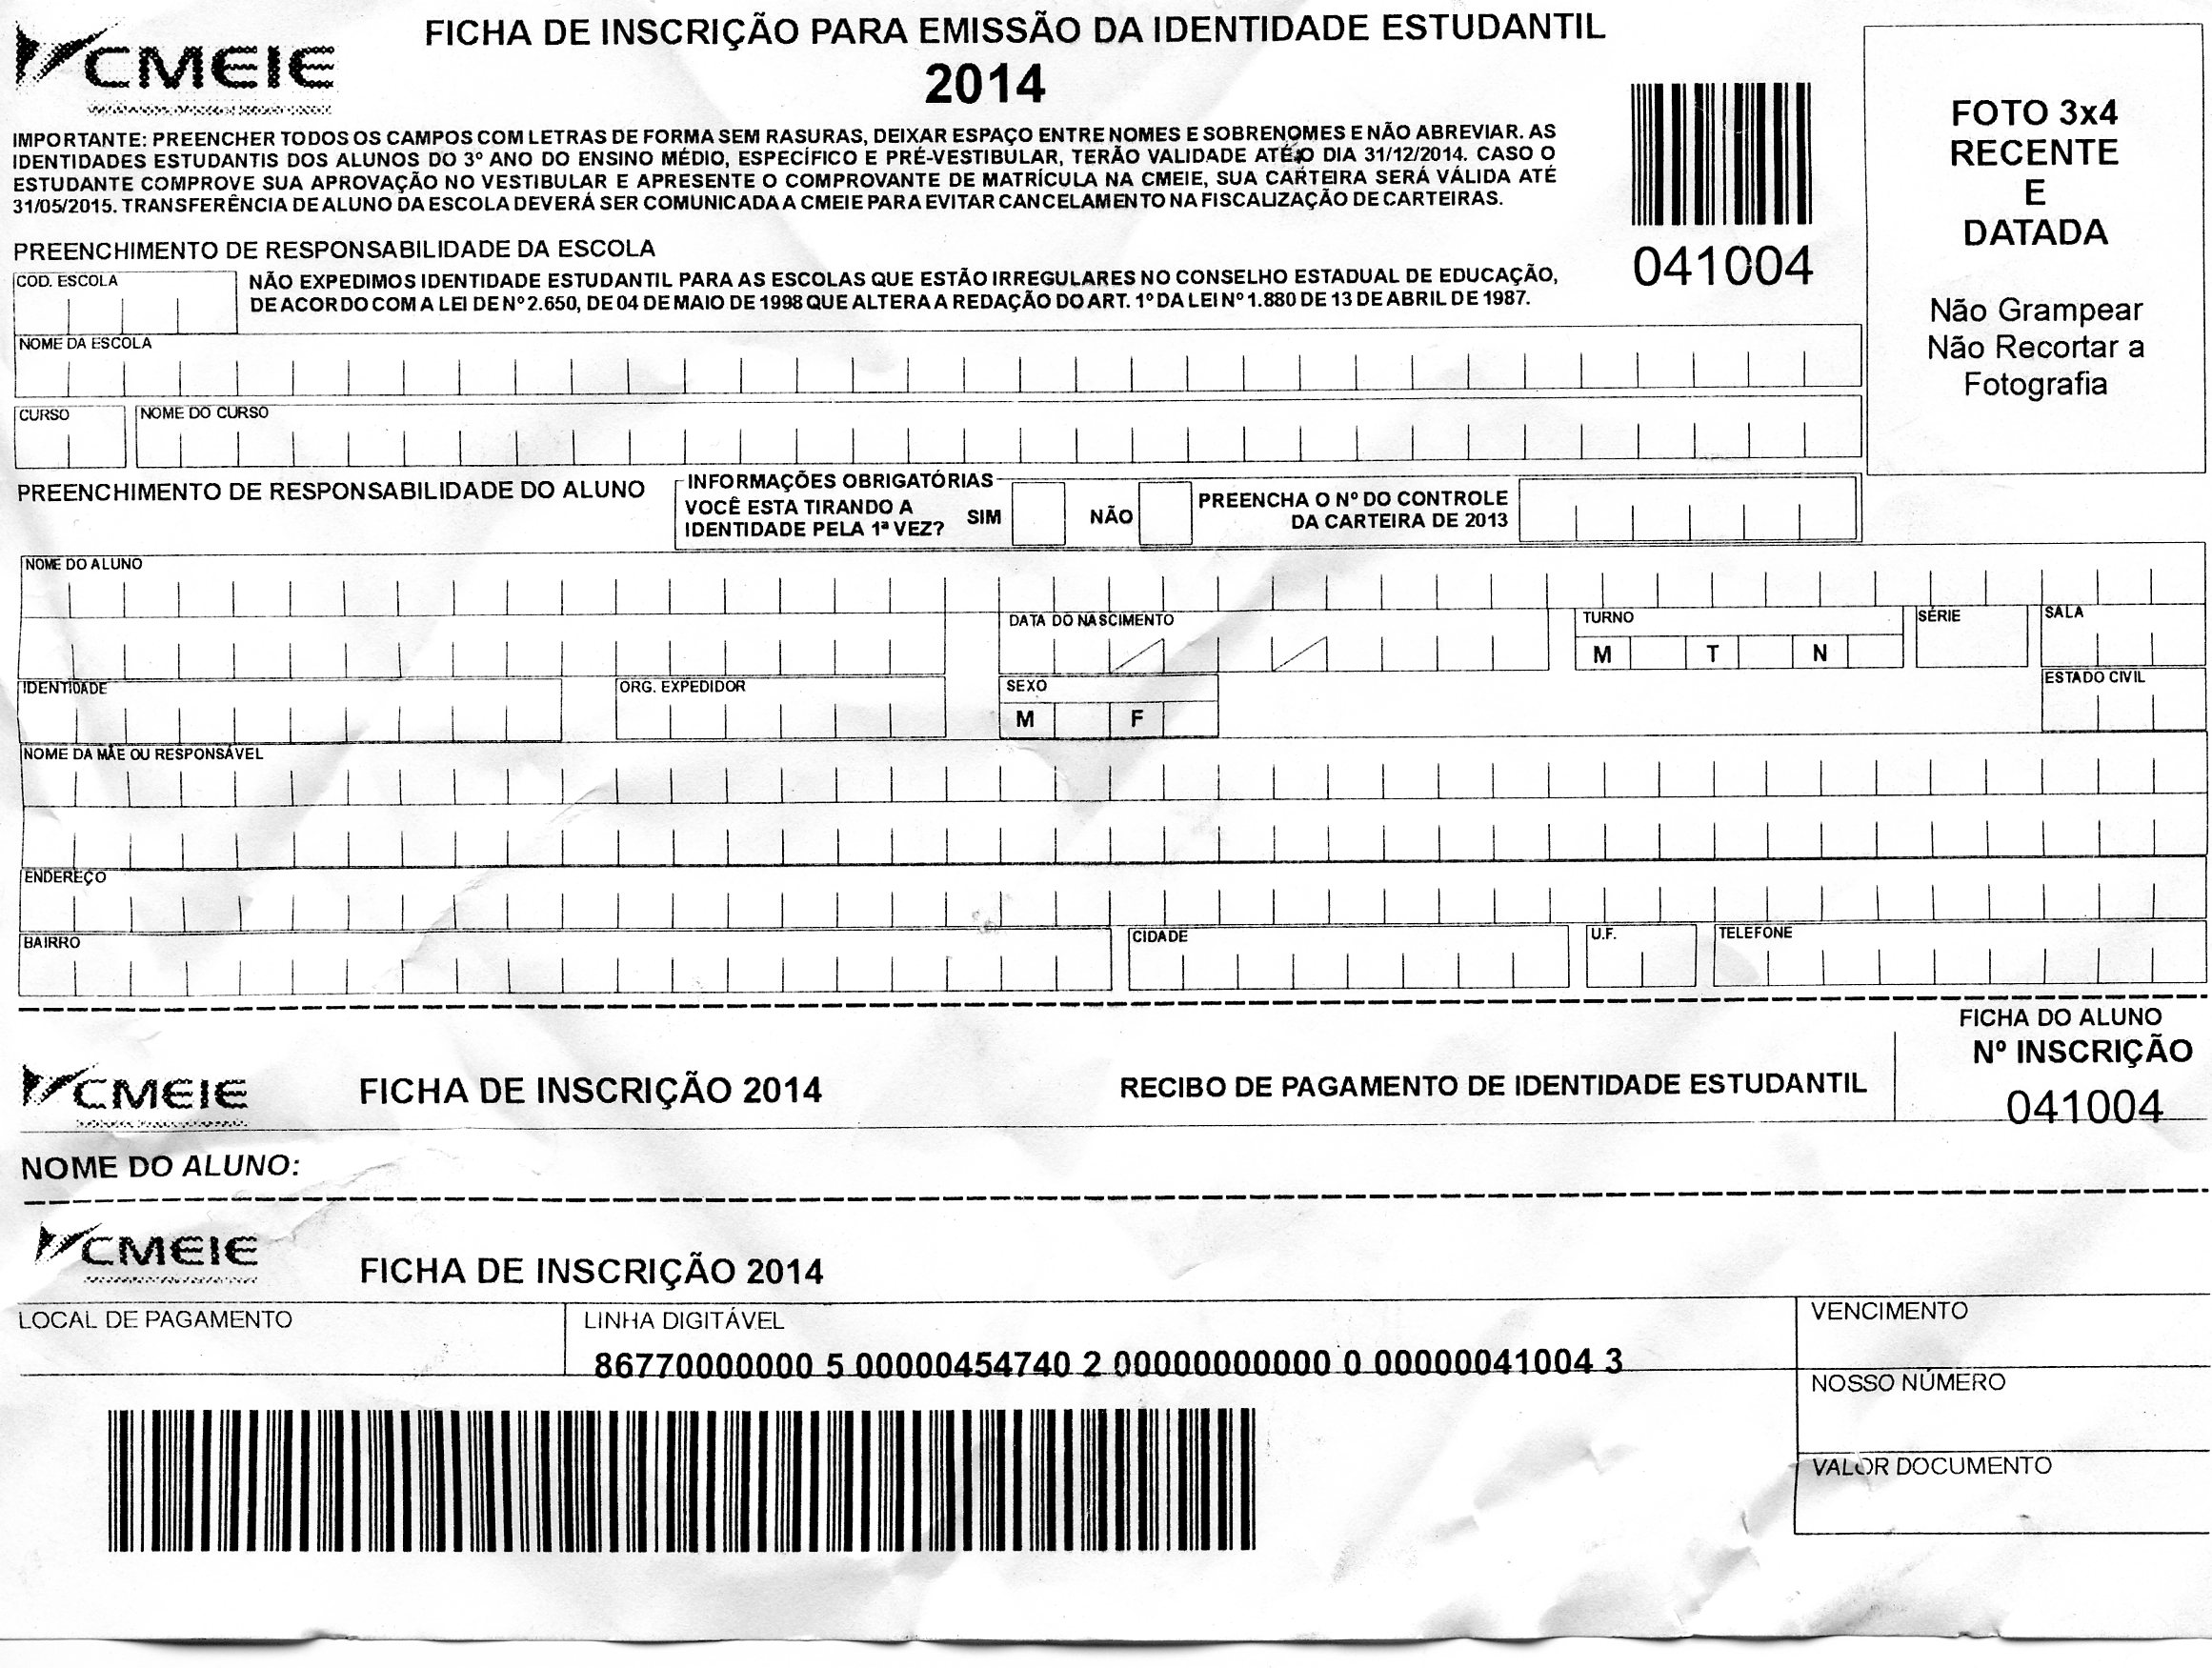 CMEIE
FICHA DE INSCRIÇÃO PARA EMISSÃO DA IDENTIDADE ESTUDANTIL
2014
IMPORTANTE: PREENCHER TODOS OS CAMPOS COM LETRAS DE FORMA SEM RASURAS, DEIXAR ESPAÇO ENTRE NOMES E SOBRENOMES E NÃO ABREVIAR. AS
IDENTIDADES ESTUDANTIS DOS ALUNOS DO 3º ANO DO ENSINO MÉDIO, ESPECÍFICO E PRÉ-VESTIBULAR, TERÃO VALIDADE ATÉ O DIA 31/12/2014. CASO O
ESTUDANTE COMPROVE SUA APROVAÇÃO NO VESTIBULAR E APRESENTE O COMPROVANTE DE MATRÍCULA NA CMEIE, SUA CARTEIRA SERÁ VÁLIDA ATÉ
31/05/2015. TRANSFERÊNCIA DE ALUNO DA ESCOLA DEVERÁ SER COMUNICADA A CMEIE PARA EVITAR CANCELAMENTO NA FISCALIZAÇÃO DE CARTEIRAS.
041004
FOTO 3x4
RECENTE
E
DATADA
Não Grampear
Não Recortar a
Fotografia
PREENCHIMENTO DE RESPONSABILIDADE DA ESCOLA
COD. ESCOLA
NÃO EXPEDIMOS IDENTIDADE ESTUDANTIL PARA AS ESCOLAS QUE ESTÃO IRREGULARES NO CONSELHO ESTADUAL DE EDUCAÇÃO,
DE ACORDO COM A LEI DE Nº 2.650, DE 04 DE MAIO DE 1998 QUE ALTERA A REDAÇÃO DO ART. 1º DA LEI Nº 1.880 DE 13 DE ABRIL DE 1987.
NOME DA ESCOLA
CURSO NOME DO CURSO
PREENCHIMENTO DE RESPONSABILIDADE DO ALUNO
INFORMAÇÕES OBRIGATÓRIAS
VOCÊ ESTA TIRANDO A
IDENTIDADE PELA 1ª VEZ?
SIM NÃO
PREENCHA O Nº DO CONTROLE
DA CARTEIRA DE 2013
NOME DO ALUNO
DATA DO NASCIMENTO TURNO SÉRIE SALA
M T N
IDENTIDADE ORG. EXPEDIDOR SEXO ESTADO CIVIL
M F
NOME DA MÃE OU RESPONSÁVEL
ENDEREÇO
BAIRRO CIDADE U.F. TELEFONE
FICHA DO ALUNO
CMEIE FICHA DE INSCRIÇÃO 2014 RECIBO DE PAGAMENTO DE IDENTIDADE ESTUDANTIL Nº INSCRIÇÃO
041004
NOME DO ALUNO:
CMEIE FICHA DE INSCRIÇÃO 2014
LOCAL DE PAGAMENTO LINHA DIGITÁVEL VENCIMENTO
86770000000 5 00000454740 2 00000000000 0 00000041004 3
NOSSO NÚMERO
VALOR DOCUMENTO